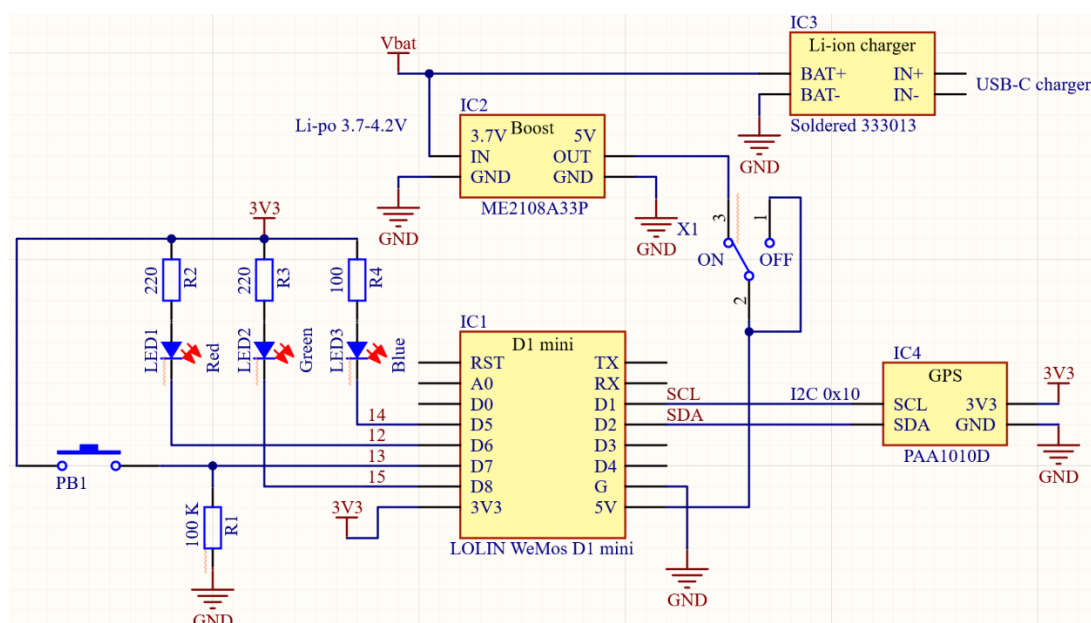 IC3
Li-ion charger
BAT+ IN+
BAT- IN-
USB-C charger
Soldered 333013
GND
Vbat
Li-po 3.7-4.2V
IC2
Boost
3.7V 5V
IN OUT
GND GND
ME2108A33P
GND
GND
X1
3
1
ON OFF
2
3V3
220 R2
220 R3
100 R4
LED1 Red
LED2 Green
LED3 Blue
PB1
100 K R1
GND
IC1
D1 mini
RST TX
A0 RX
D0 D1
D5 D2
D6 D3
D7 D4
D8 G
3V3 5V
LOLIN WeMos D1 mini
14
12
13
15
3V3
GND
SCL
SDA
I2C 0x10
IC4
GPS
SCL 3V3
SDA GND
PAA1010D
3V3
GND